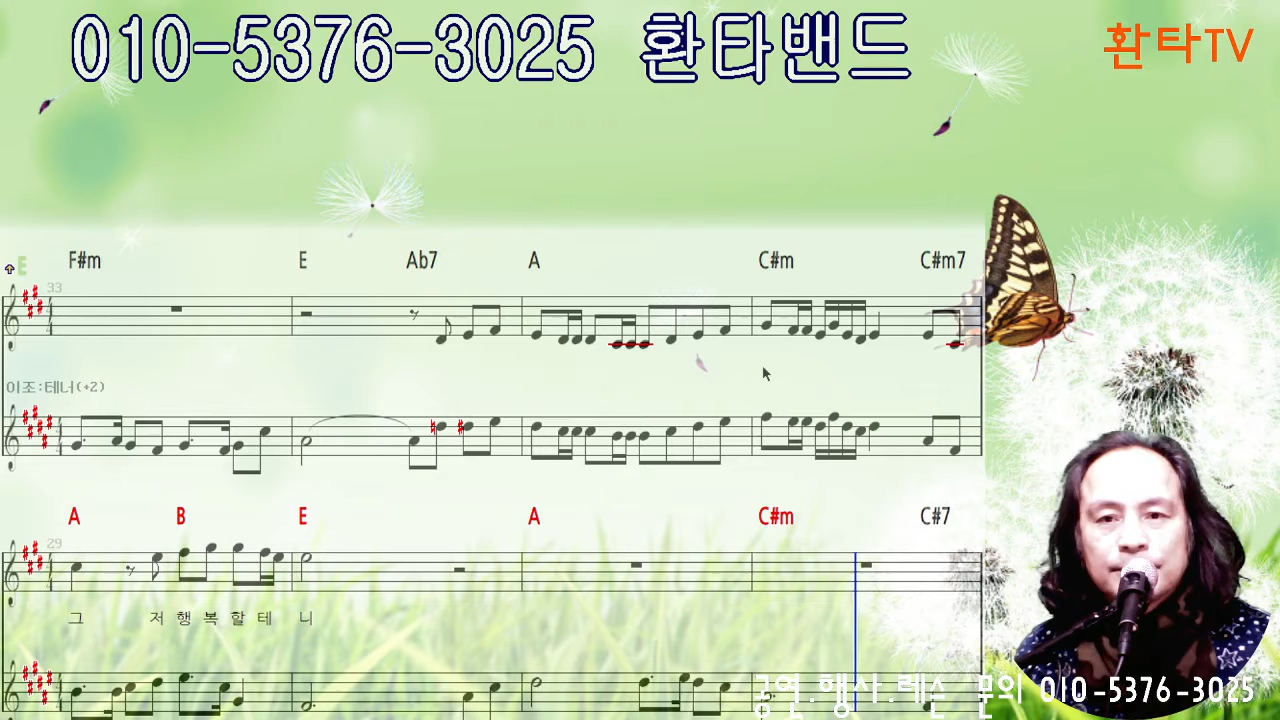 010-5376-3025 환타밴드
환타TV
E F#m E Ab7 A C#m C#m7
33
이조:테너(+2)
A B E A C#m C#7
29
그 저 행 복 할 테 니
공연.행사.레슨 문의 010-5376-3025